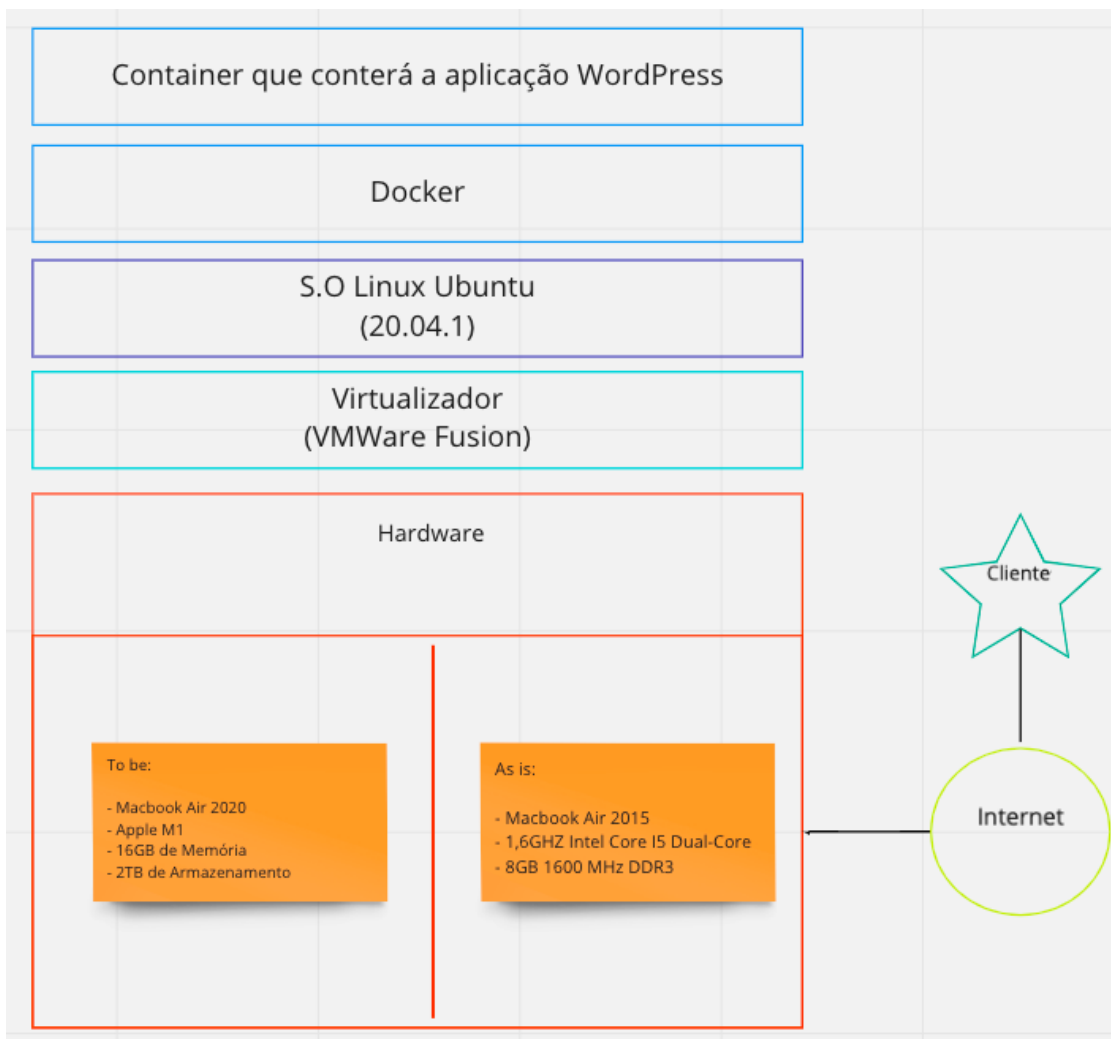 Container que conterá a aplicação WordPress
Docker
S.O Linux Ubuntu
(20.04.1)
Virtualizador
(VMWare Fusion)
Hardware
To be:
- Macbook Air 2020
- Apple M1
- 16GB de Memória
- 2TB de Armazenamento
As is:
- Macbook Air 2015
- 1,6GHZ Intel Core I5 Dual-Core
- 8GB 1600 MHz DDR3
Cliente
Internet